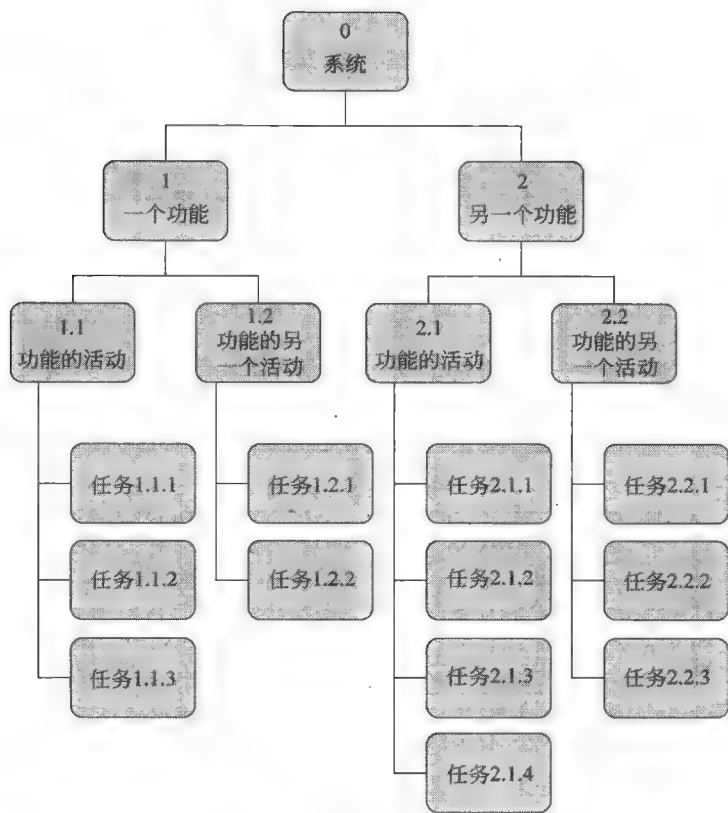 0
系统
1
一个功能
2
另一个功能
1.1
功能的活动
1.2
功能的另
一个活动
2.1
功能的活动
2.2
功能的另
一个活动
任务1.1.1
任务1.1.2
任务1.1.3
任务1.2.1
任务1.2.2
任务2.1.1
任务2.1.2
任务2.1.3
任务2.1.4
任务2.2.1
任务2.2.2
任务2.2.3